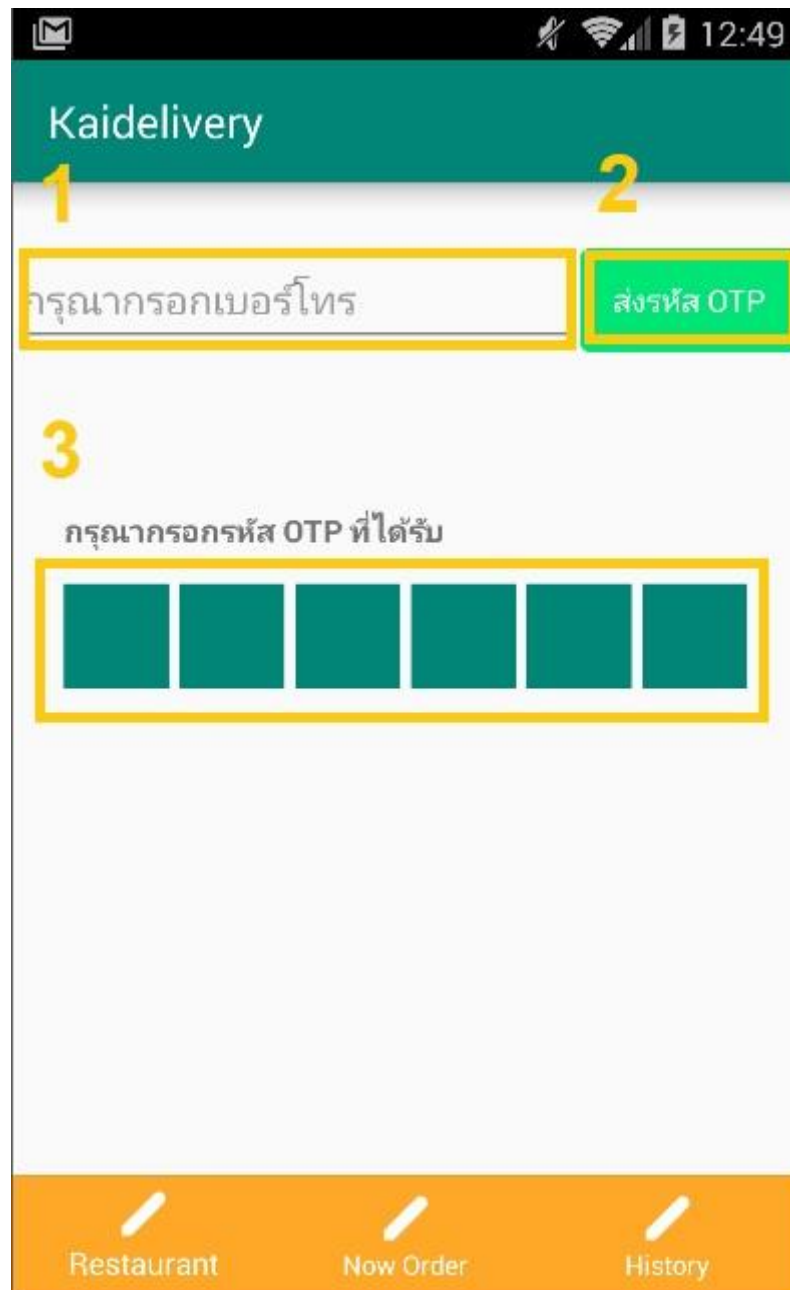 12:49
Kaidelivery
1
2
กรุณากรอกเบอร์โทร
ส่งรหัส OTP
3
กรุณากรอกรหัส OTP ที่ได้รับ
Restaurant
Now Order
History